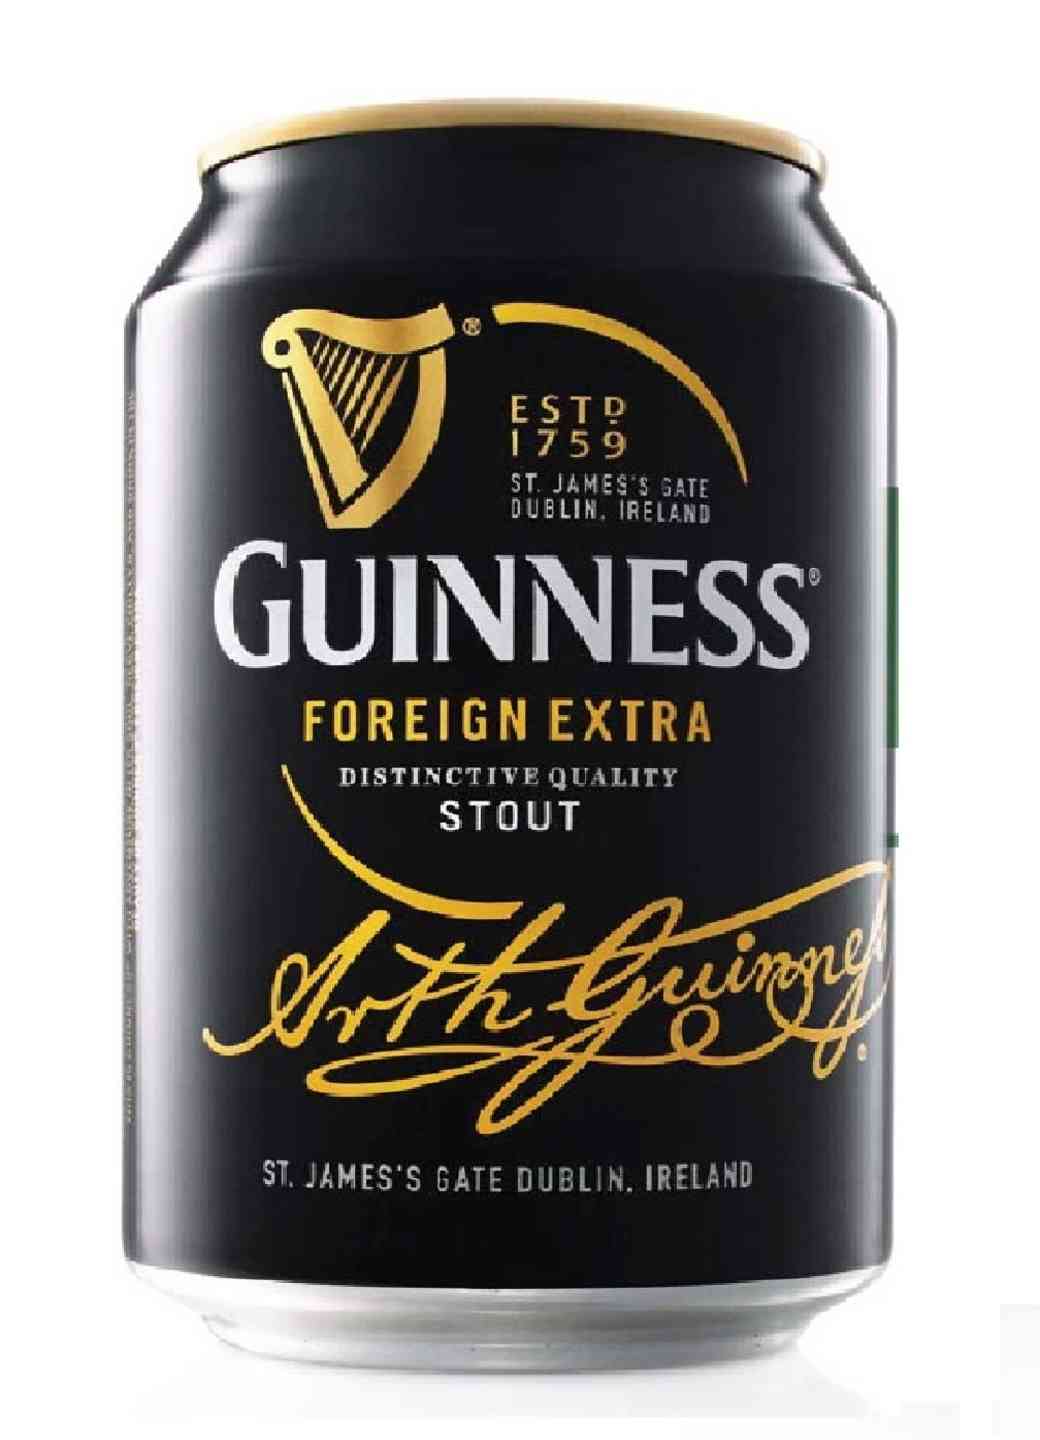 ®
ESTD
1759
ST. JAMES'S GATE
DUBLIN, IRELAND
GUINNESS®
FOREIGN EXTRA
DISTINCTIVE QUALITY
STOUT
Arth Guinness
ST. JAMES'S GATE DUBLIN, IRELAND